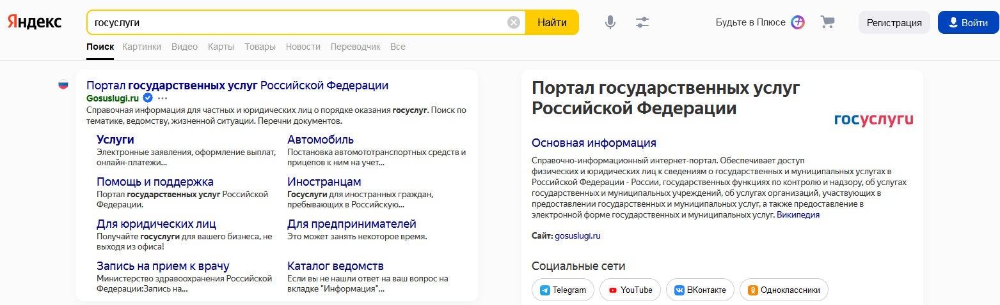 Яндекс
госуслуги
Найти
Будьте в Плюсе
Регистрация
Войти
Поиск Картинки Видео Карты Товары Новости Переводчик Все
Портал государственных услуг Российской Федерации
Gosuslugi.ru
Справочная информация для частных и юридических лиц о порядке оказания госуслуг. Поиск по
тематике, ведомству, жизненной ситуации. Перечни документов.
Услуги
Электронные заявления, оформление выплат,
онлайн-платежи...
Автомобиль
Постановка автомототранспортных средств и
прицепов к ним на учет...
Помощь и поддержка
Портал государственных услуг Российской
Федерации.
Иностранцам
Госуслуги для иностранных граждан,
пребывающих в Российскую...
Для юридических лиц
Получайте госуслуги для вашего бизнеса, не
выходя из офиса!
Для предпринимателей
Это может занять некоторое время.
Запись на прием к врачу
Министерство здравоохранения Российской
Федерации:Запись на...
Каталог ведомств
Если вы не нашли ответ на ваш вопрос на
вкладке "Информация"...
Портал государственных услуг
Российской Федерации
госуслуги
Основная информация
Справочно-информационный интернет-портал. Обеспечивает доступ
физических и юридических лиц к сведениям о государственных и муниципальных услугах в
Российской Федерации - России, государственных функциях по контролю и надзору, об услугах
государственных и муниципальных учреждений, об услугах организаций, участвующих в
предоставлении государственных и муниципальных услуг, а также предоставление в
электронной форме государственных и муниципальных услуг. Википедия
Сайт: gosuslugi.ru
Социальные сети
Telegram
YouTube
ВКонтакте
Одноклассники